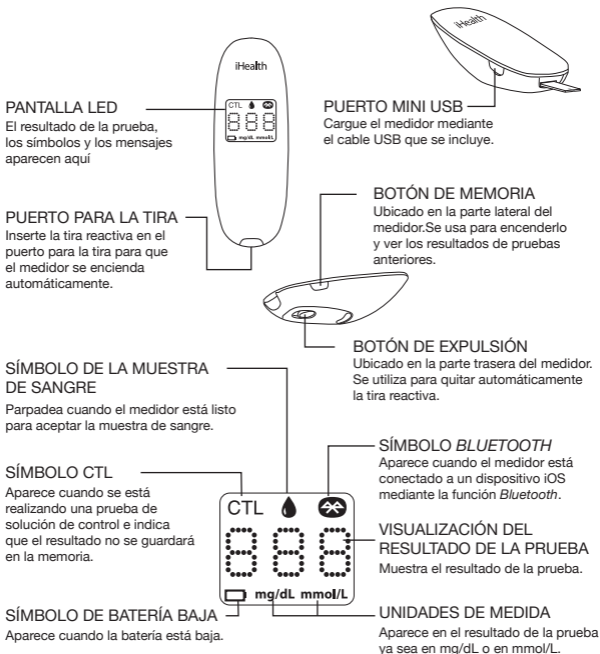 iHealth
iHealth
CTL
mg/dL mmol/L
PANTALLA LED
El resultado de la prueba,
los símbolos y los mensajes
aparecen aquí
PUERTO MINI USB
Cargue el medidor mediante
el cable USB que se incluye.
PUERTO PARA LA TIRA
Inserte la tira reactiva en el
puerto para la tira para que
el medidor se encienda
automáticamente.
BOTÓN DE MEMORIA
Ubicado en la parte lateral del
medidor.Se usa para encenderlo
y ver los resultados de pruebas
anteriores.
BOTÓN DE EXPULSIÓN
Ubicado en la parte trasera del medidor.
Se utiliza para quitar automáticamente
la tira reactiva.
SÍMBOLO DE LA MUESTRA
DE SANGRE
Parpadea cuando el medidor está listo
para aceptar la muestra de sangre.
SÍMBOLO BLUETOOTH
Aparece cuando el medidor está
conectado a un dispositivo iOS
mediante la función Bluetooth.
SÍMBOLO CTL
Aparece cuando se está
realizando una prueba de
solución de control e indica
que el resultado no se guardará
en la memoria.
CTL
888
mg/dL mmol/L
VISUALIZACIÓN DEL
RESULTADO DE LA PRUEBA
Muestra el resultado de la prueba.
SÍMBOLO DE BATERÍA BAJA
Aparece cuando la batería está baja.
UNIDADES DE MEDIDA
Aparece en el resultado de la prueba
ya sea en mg/dL o en mmol/L.